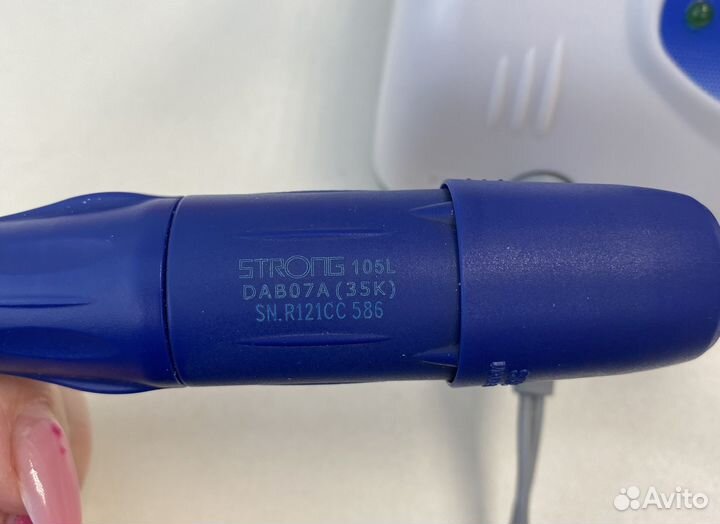 STRONG 105L
DAB07A(35K)
SN.R121CC 586
Avito